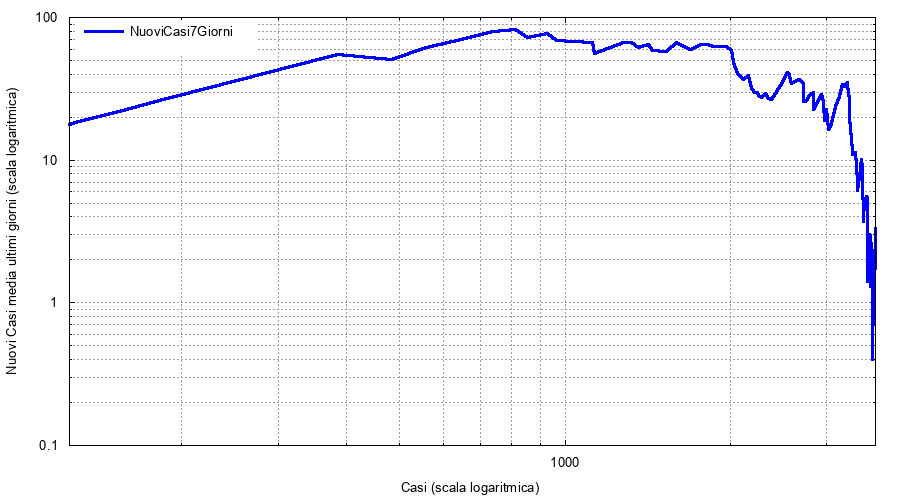 100
NuoviCasi7Giorni
10
1
0.1
Nuovi Casi media ultimi giorni (scala logaritmica)
1000
Casi (scala logaritmica)